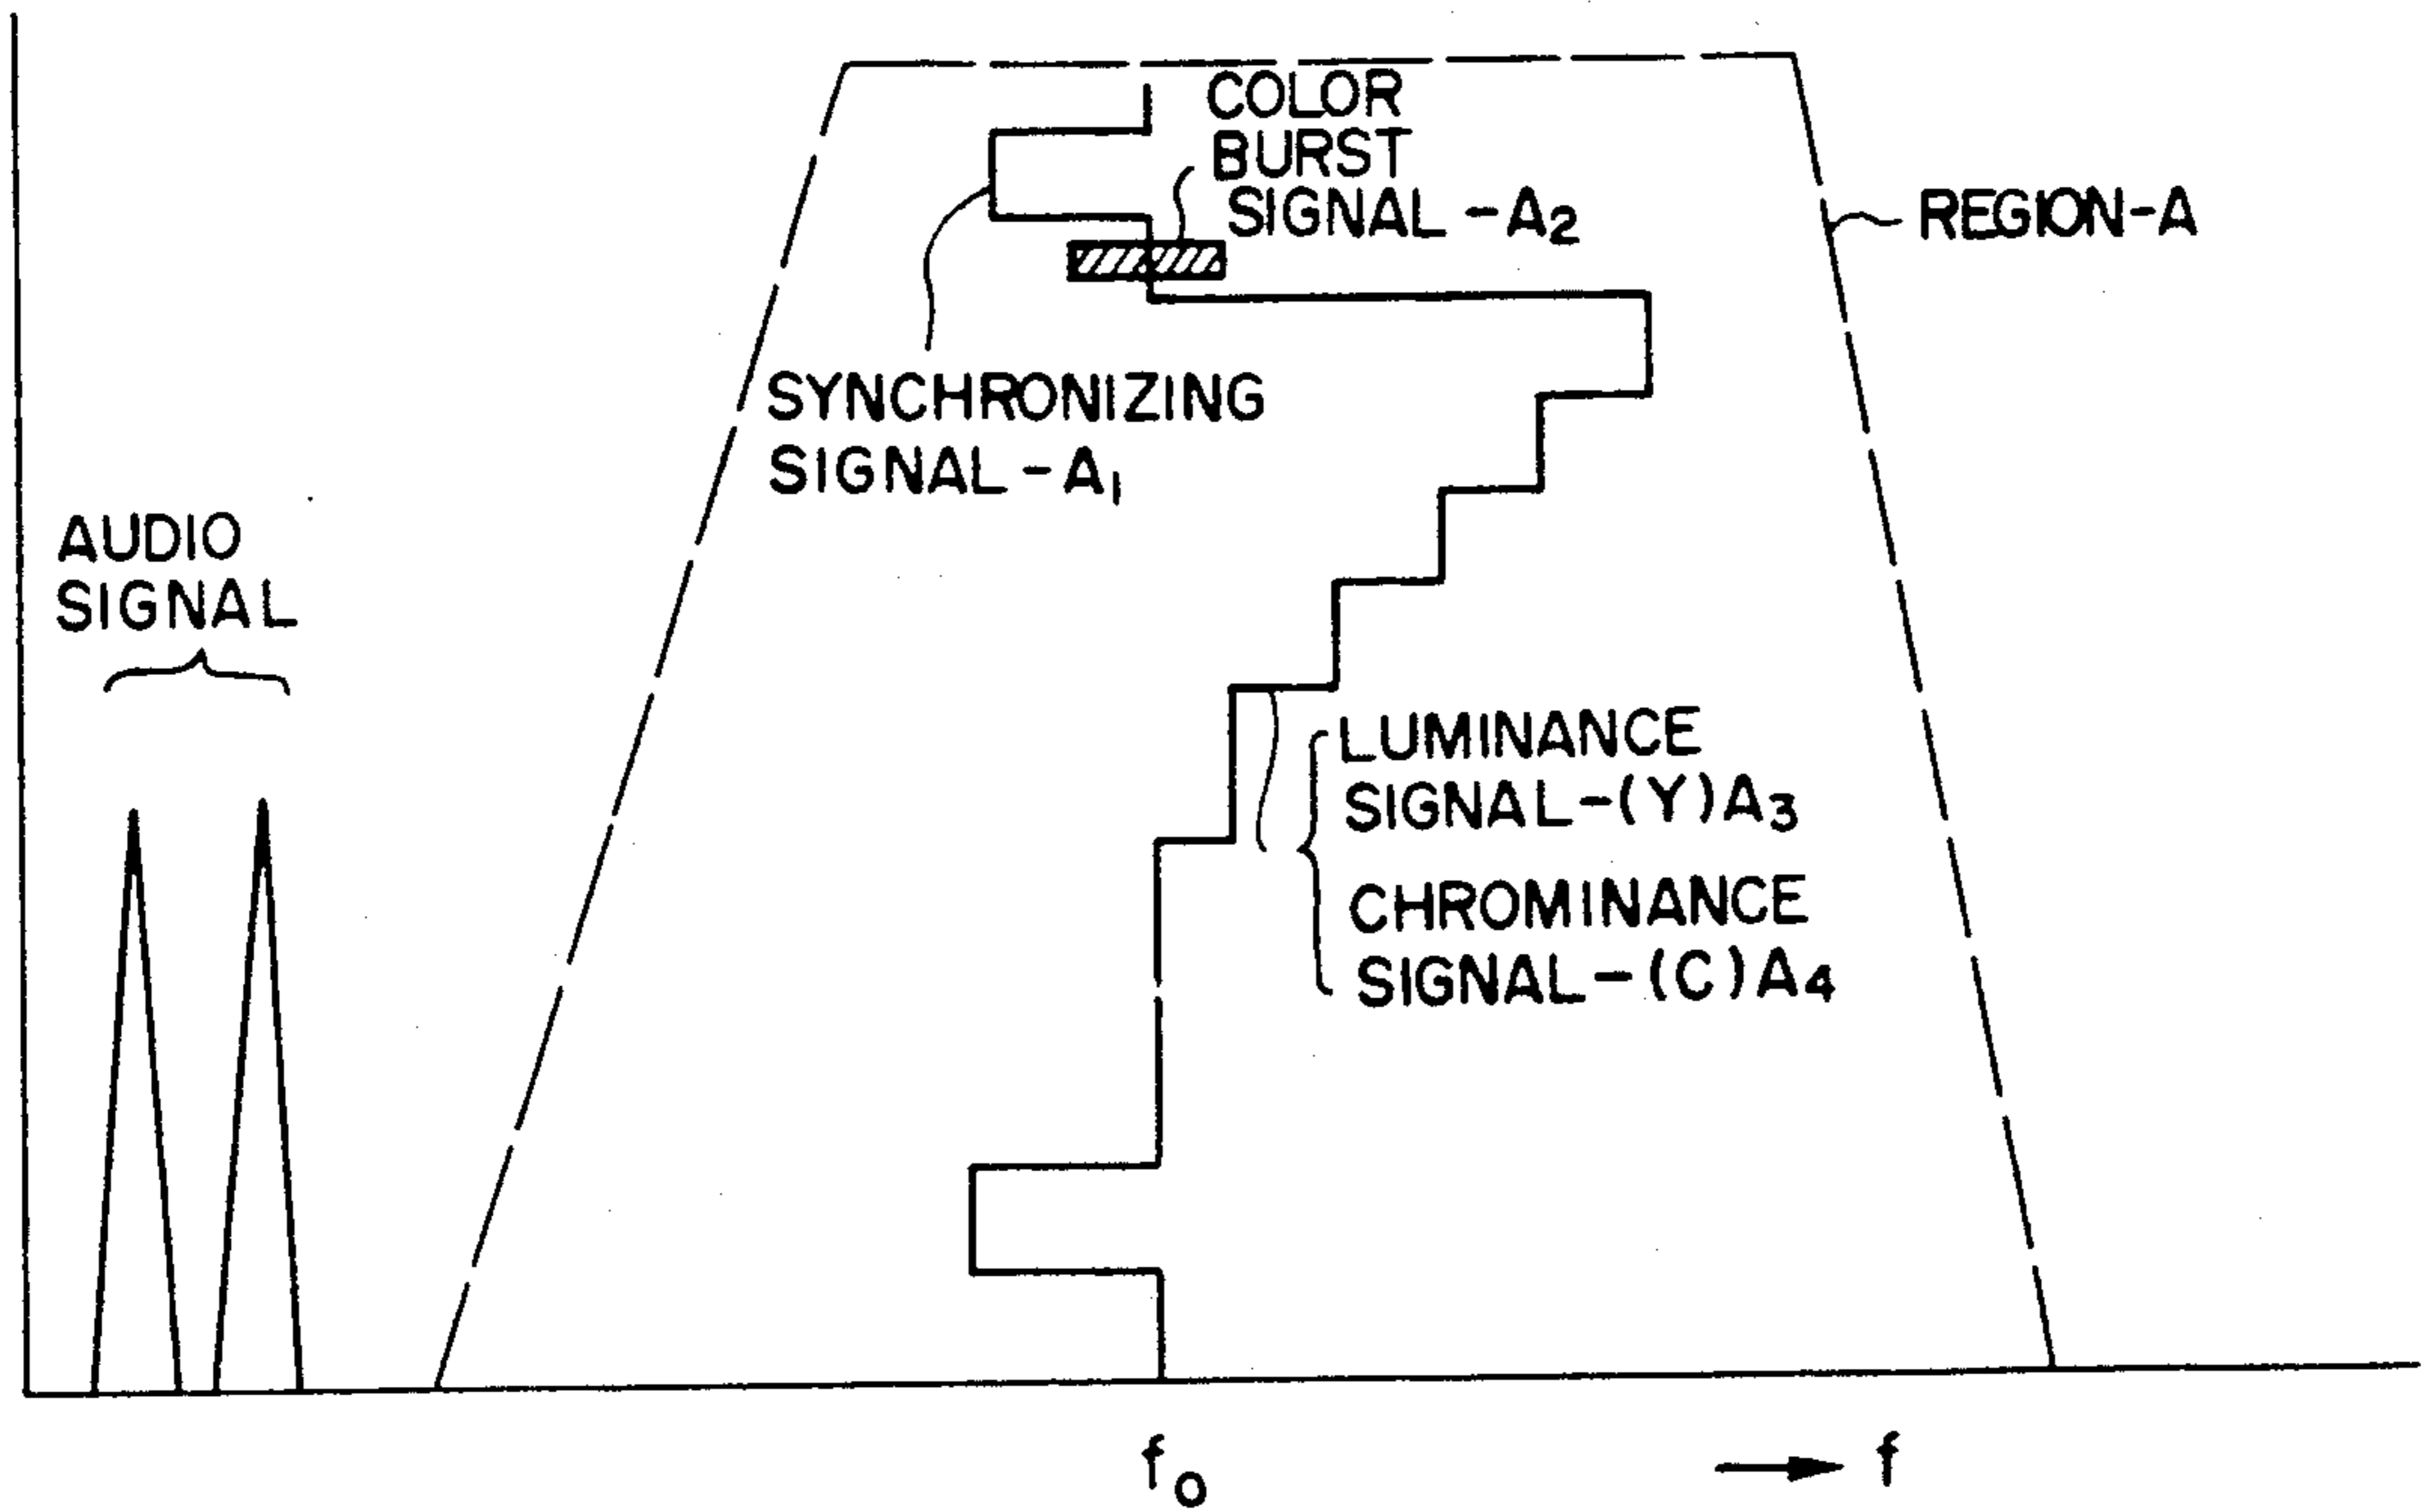 COLOR
BURST
SIGNAL -A2
REGION-A
SYNCHRONIZING
SIGNAL-A1
AUDIO
SIGNAL
LUMINANCE
SIGNAL-(Y)A3
CHROMINANCE
SIGNAL-(C)A4
fo
f